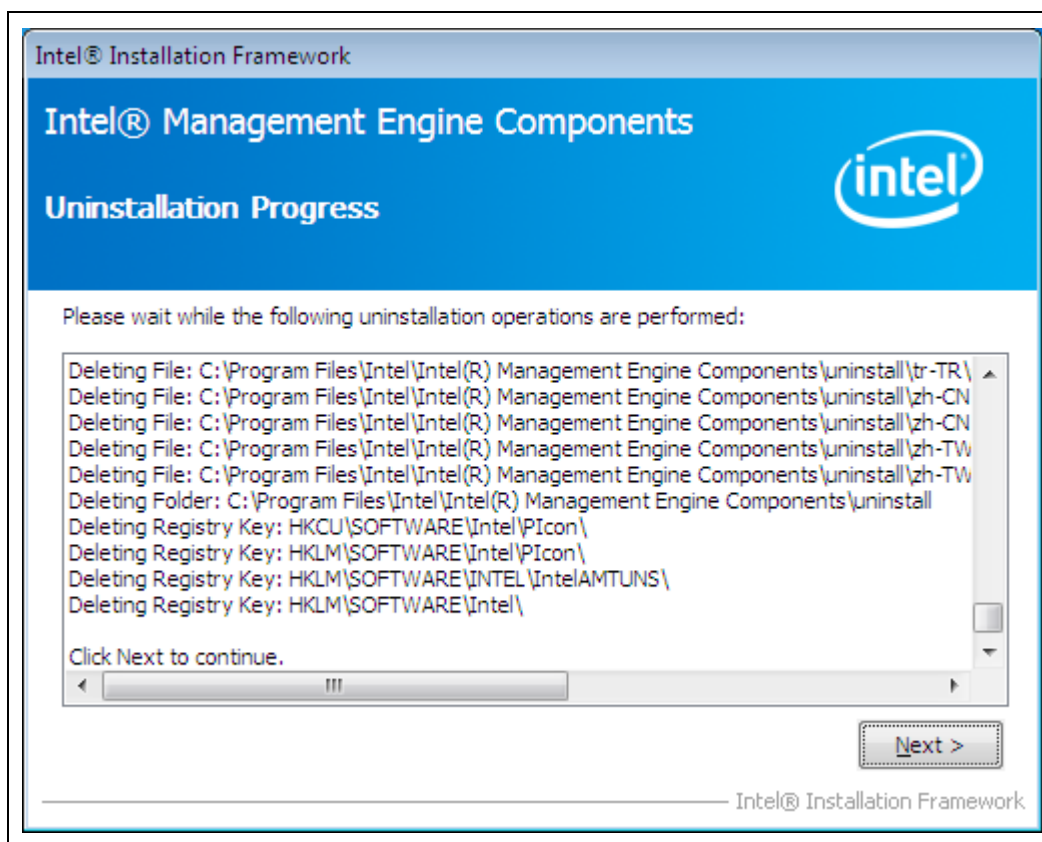 Intel® Installation Framework
Intel® Management Engine Components
intel
Uninstallation Progress
Please wait while the following uninstallation operations are performed:
Deleting File: C:\Program Files\Intel\Intel(R) Management Engine Components\uninstall\tr-TR\
Deleting File: C:\Program Files\Intel\Intel(R) Management Engine Components\uninstall\zh-CN
Deleting File: C:\Program Files\Intel\Intel(R) Management Engine Components\uninstall\zh-CN
Deleting File: C:\Program Files\Intel\Intel(R) Management Engine Components\uninstall\zh-TW
Deleting File: C:\Program Files\Intel\Intel(R) Management Engine Components\uninstall\zh-TW
Deleting Folder: C:\Program Files\Intel\Intel(R) Management Engine Components\uninstall
Deleting Registry Key: HKCU\SOFTWARE\Intel\PIcon\
Deleting Registry Key: HKLM\SOFTWARE\Intel\PIcon\
Deleting Registry Key: HKLM\SOFTWARE\INTEL\IntelAMTUNS\
Deleting Registry Key: HKLM\SOFTWARE\Intel\
Click Next to continue.
Next >
Intel® Installation Framework